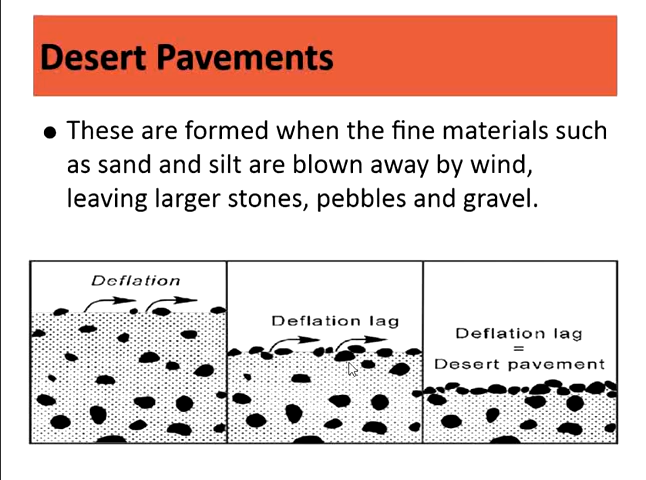 Desert Pavements
● These are formed when the fine materials such
as sand and silt are blown away by wind,
leaving larger stones, pebbles and gravel.
Deflation
Deflation lag
Deflation lag
=
Desert pavement